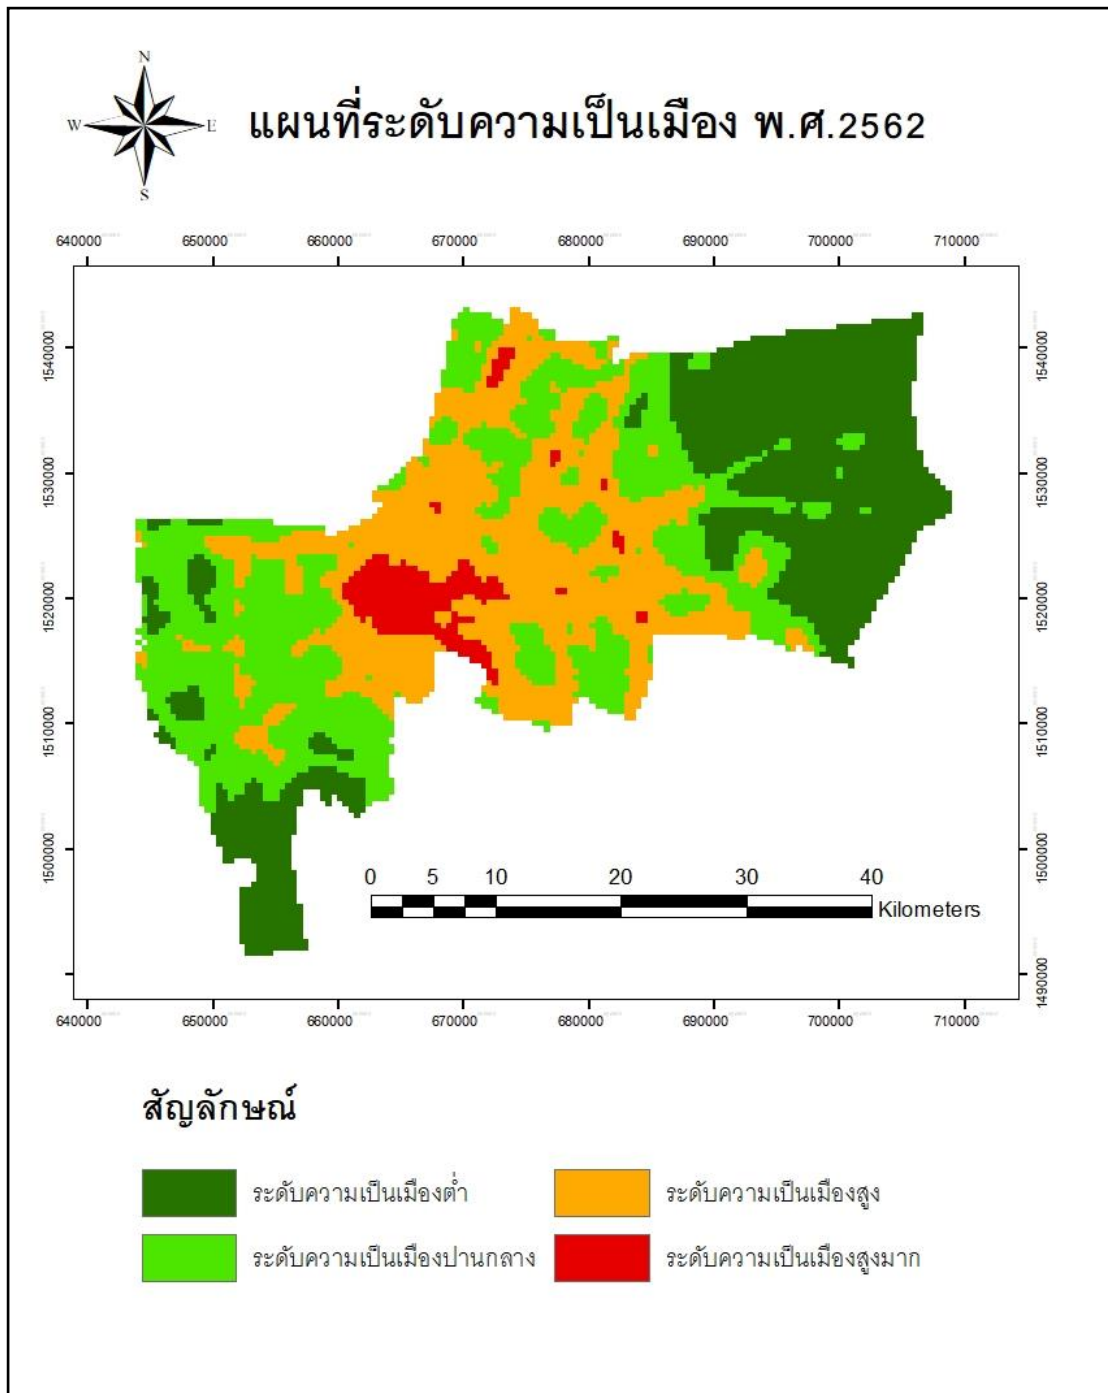 N
W E
S
แผนที่ระดับความเป็นเมือง พ.ศ.2562
640000 650000 660000 670000 680000 690000 700000 710000
1540000 1540000
1530000 1530000
1520000 1520000
1510000 1510000
1500000 1500000
1490000
0 5 10 20 30 40
Kilometers
640000 650000 660000 670000 680000 690000 700000 710000
สัญลักษณ์
ระดับความเป็นเมืองต่ำ ระดับความเป็นเมืองสูง
ระดับความเป็นเมืองปานกลาง ระดับความเป็นเมืองสูงมาก